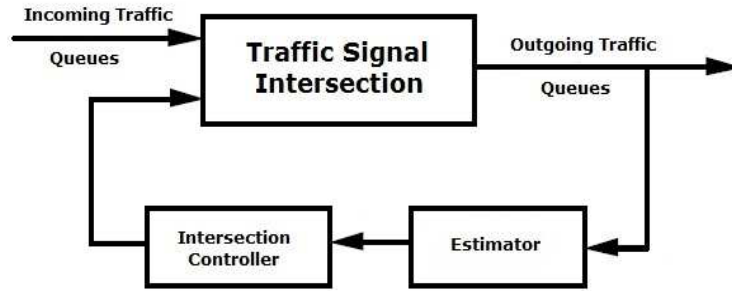 Incoming Traffic
Queues
Traffic Signal
Intersection
Outgoing Traffic
Queues
Intersection
Controller
Estimator